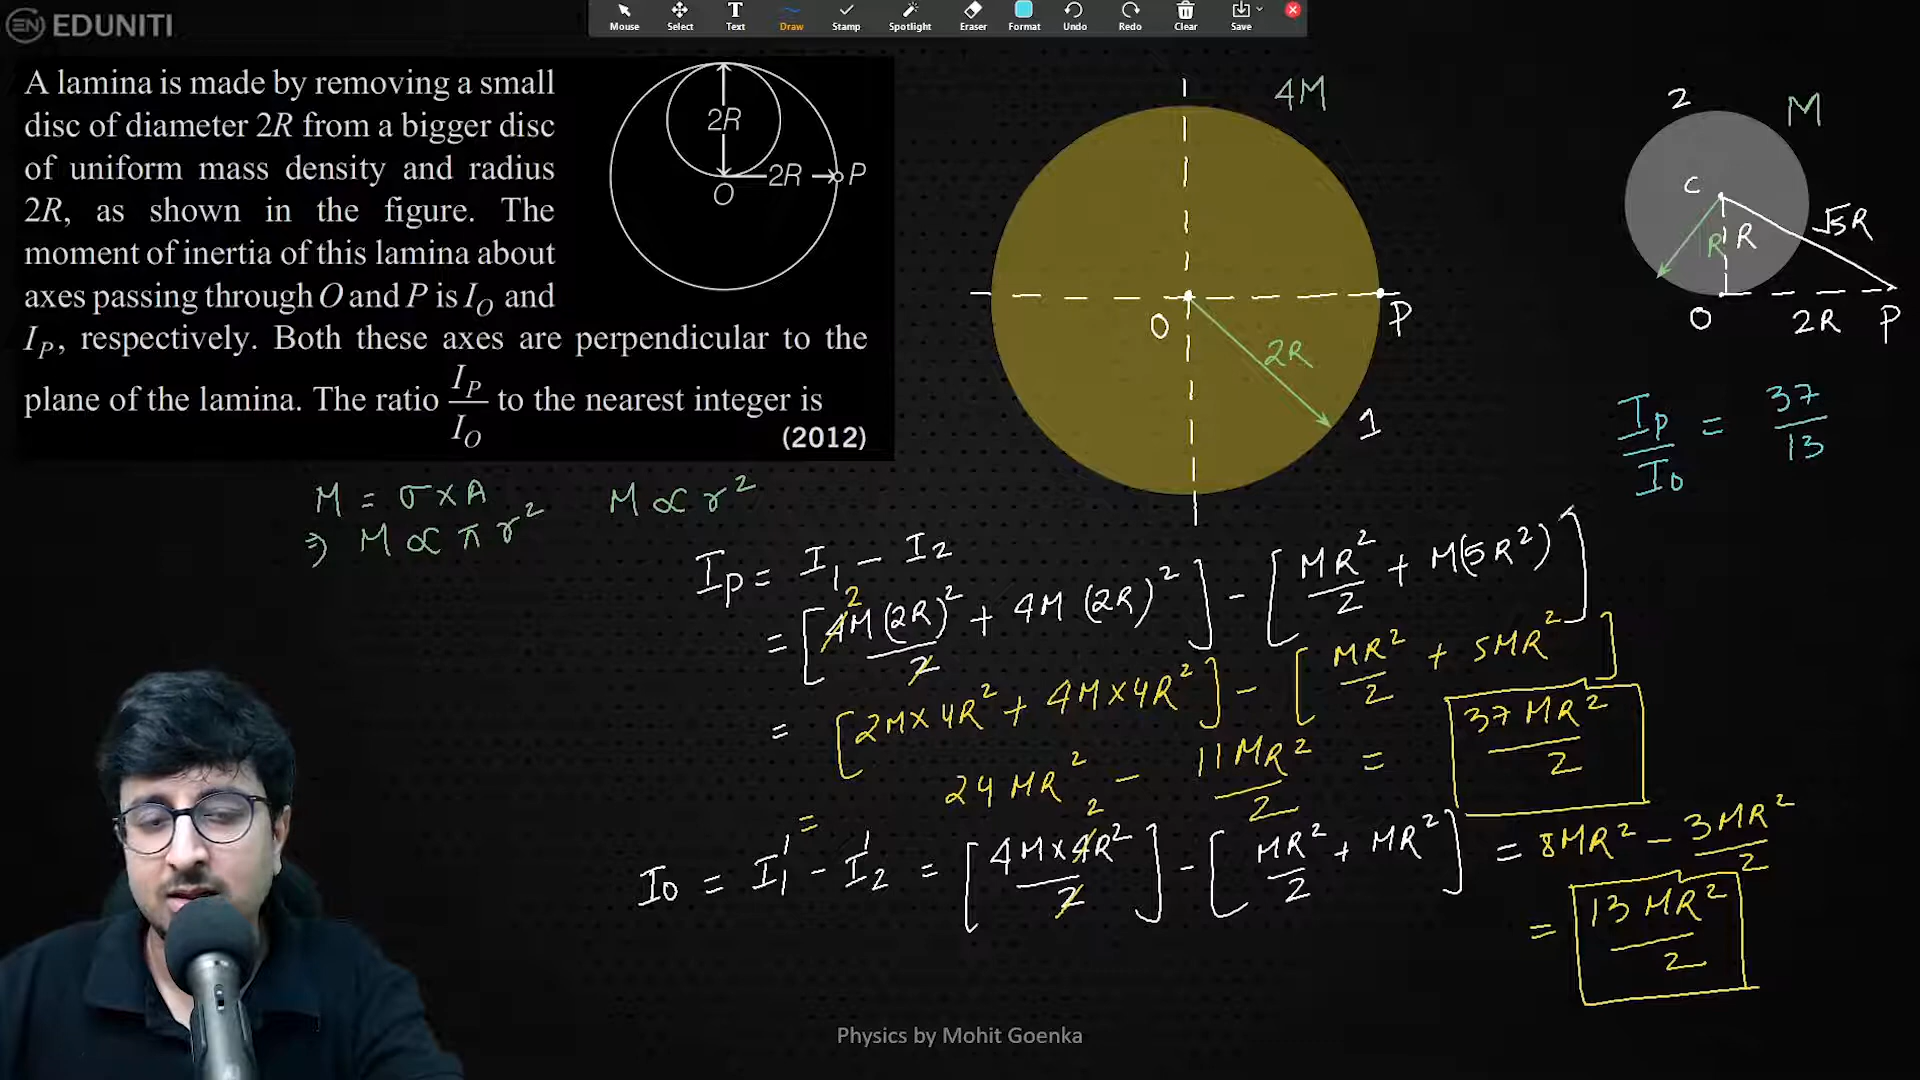 EN EDUNITI
Mouse Select Text Draw Stamp Spotlight Eraser Format Undo Redo Clear Save
A lamina is made by removing a small
disc of diameter 2R from a bigger disc
of uniform mass density and radius
2R, as shown in the figure. The
moment of inertia of this lamina about
axes passing through O and P is I_O and
I_P, respectively. Both these axes are perpendicular to the
plane of the lamina. The ratio I_P/I_O to the nearest integer is
(2012)
2R
2R P
O
4M
O
P
2R
1
2
M
C
R R √5R
O 2R P
I_P/I_O = 37/13
M = σ×A
⇒ M ∝ πr²
M ∝ r²
I_P = I_1 − I_2
= [4M(2R)²/2 + 4M(2R)²] − [MR²/2 + M(5R²)]
2
= [2M×4R² + 4M×4R²] − [MR²/2 + 5MR²]
= 24MR² − 11MR²/2 = 37MR²/2
I_O = I_1' − I_2' = [4M×4R²/2] − [MR²/2 + MR²] = 8MR² − 3MR²/2
2
= 13MR²/2
Physics by Mohit Goenka